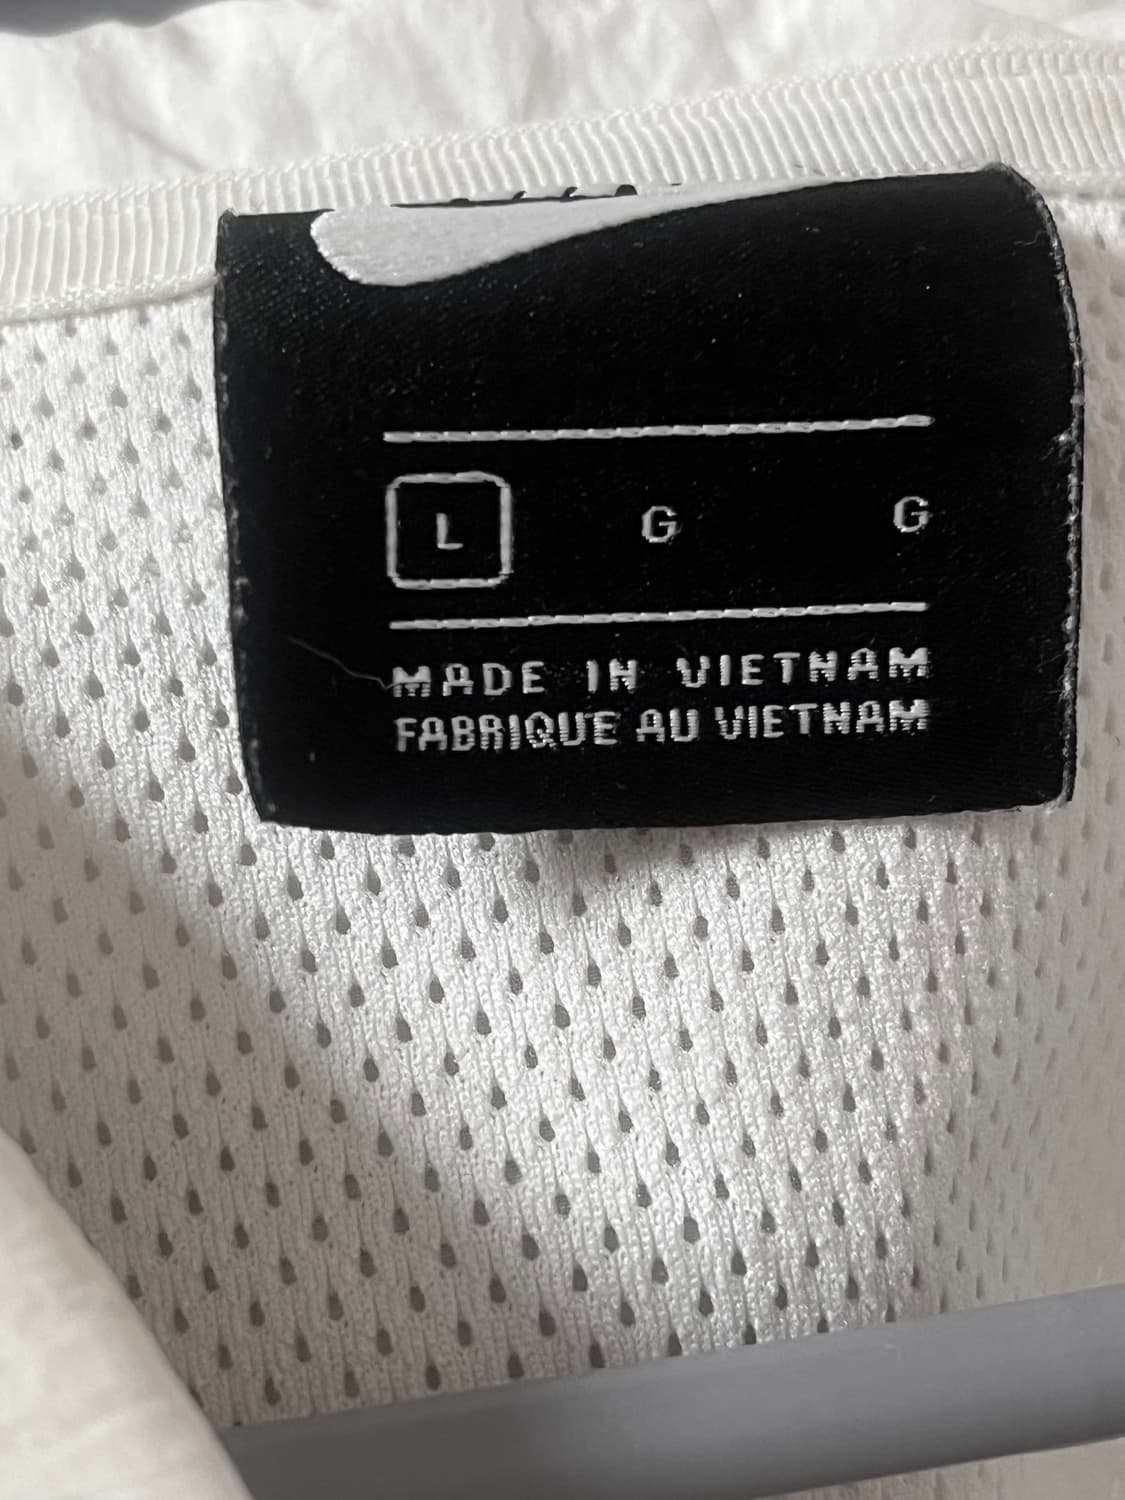 L G G
MADE IN VIETNAM
FABRIQUE AU VIETNAM